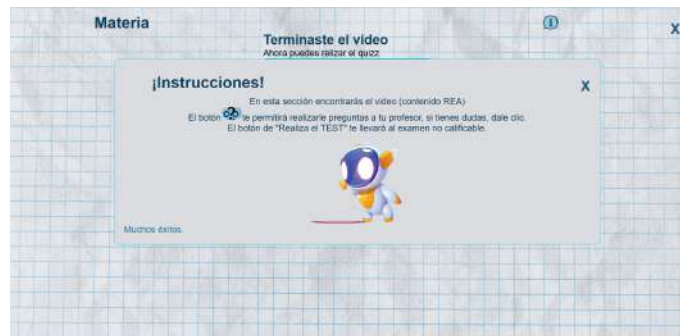 Materia
X
Terminaste el video
Ahora puedes ralizar el quizz
¡Instrucciones!
X
En esta sección encontrarás el video (contenido REA)
El botón te permitirá realizarle preguntas a tu profesor, si tienes dudas, dale clic.
El botón de "Realiza el TEST" te llevará al examen no calificable.
Muchos éxitos.